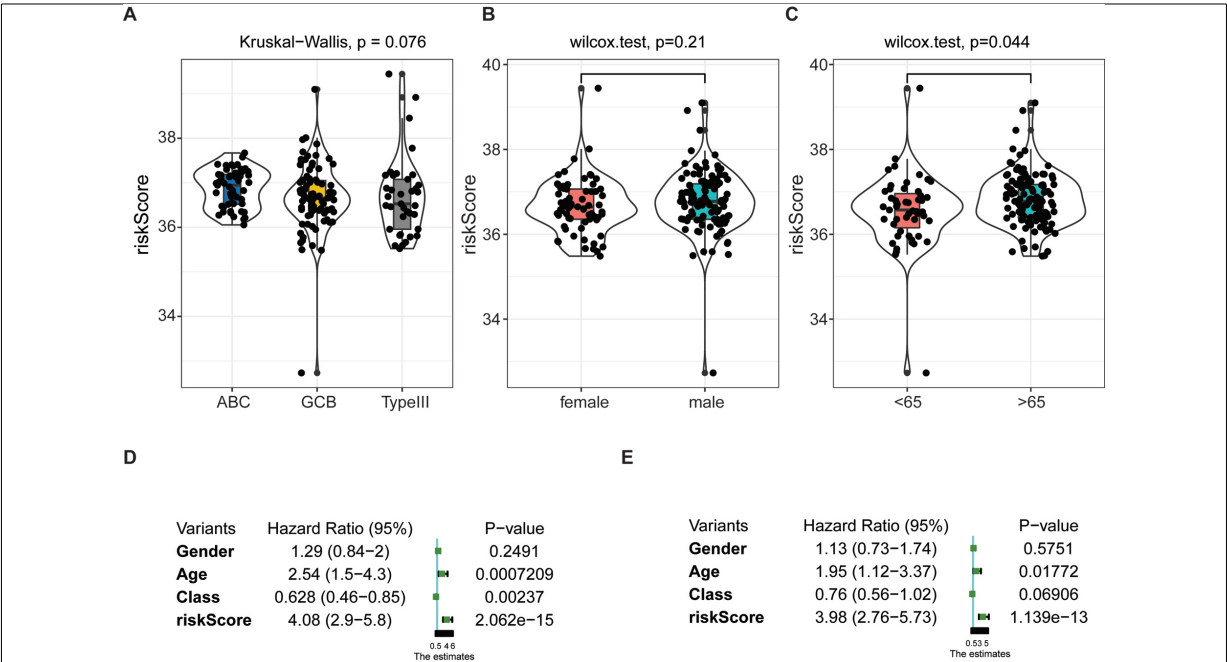 A
B
C
Kruskal−Wallis, p = 0.076
wilcox.test, p=0.21
wilcox.test, p=0.044
riskScore
38
36
34
ABC
GCB
TypeIII
riskScore
40
38
36
34
female
male
riskScore
40
38
36
34
<65
>65
D
Variants Hazard Ratio (95%) P−value
Gender 1.29 (0.84−2) 0.2491
Age 2.54 (1.5−4.3) 0.0007209
Class 0.628 (0.46−0.85) 0.00237
riskScore 4.08 (2.9−5.8) 2.062e−15
0.5 4 6
The estimates
E
Variants Hazard Ratio (95%) P−value
Gender 1.13 (0.73−1.74) 0.5751
Age 1.95 (1.12−3.37) 0.01772
Class 0.76 (0.56−1.02) 0.06906
riskScore 3.98 (2.76−5.73) 1.139e−13
0.53 5
The estimates